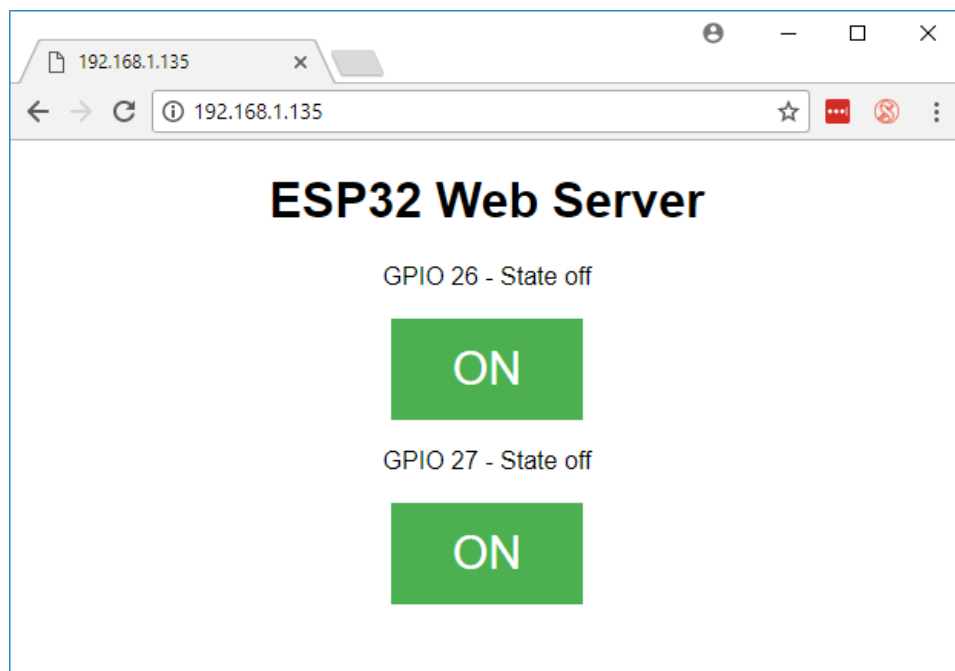 192.168.1.135
192.168.1.135
ESP32 Web Server
GPIO 26 - State off
ON
GPIO 27 - State off
ON